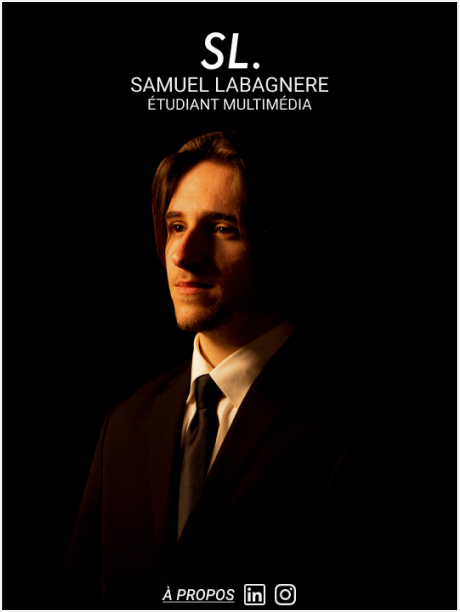 SL.
SAMUEL LABAGNERE
ÉTUDIANT MULTIMÉDIA
À PROPOS in